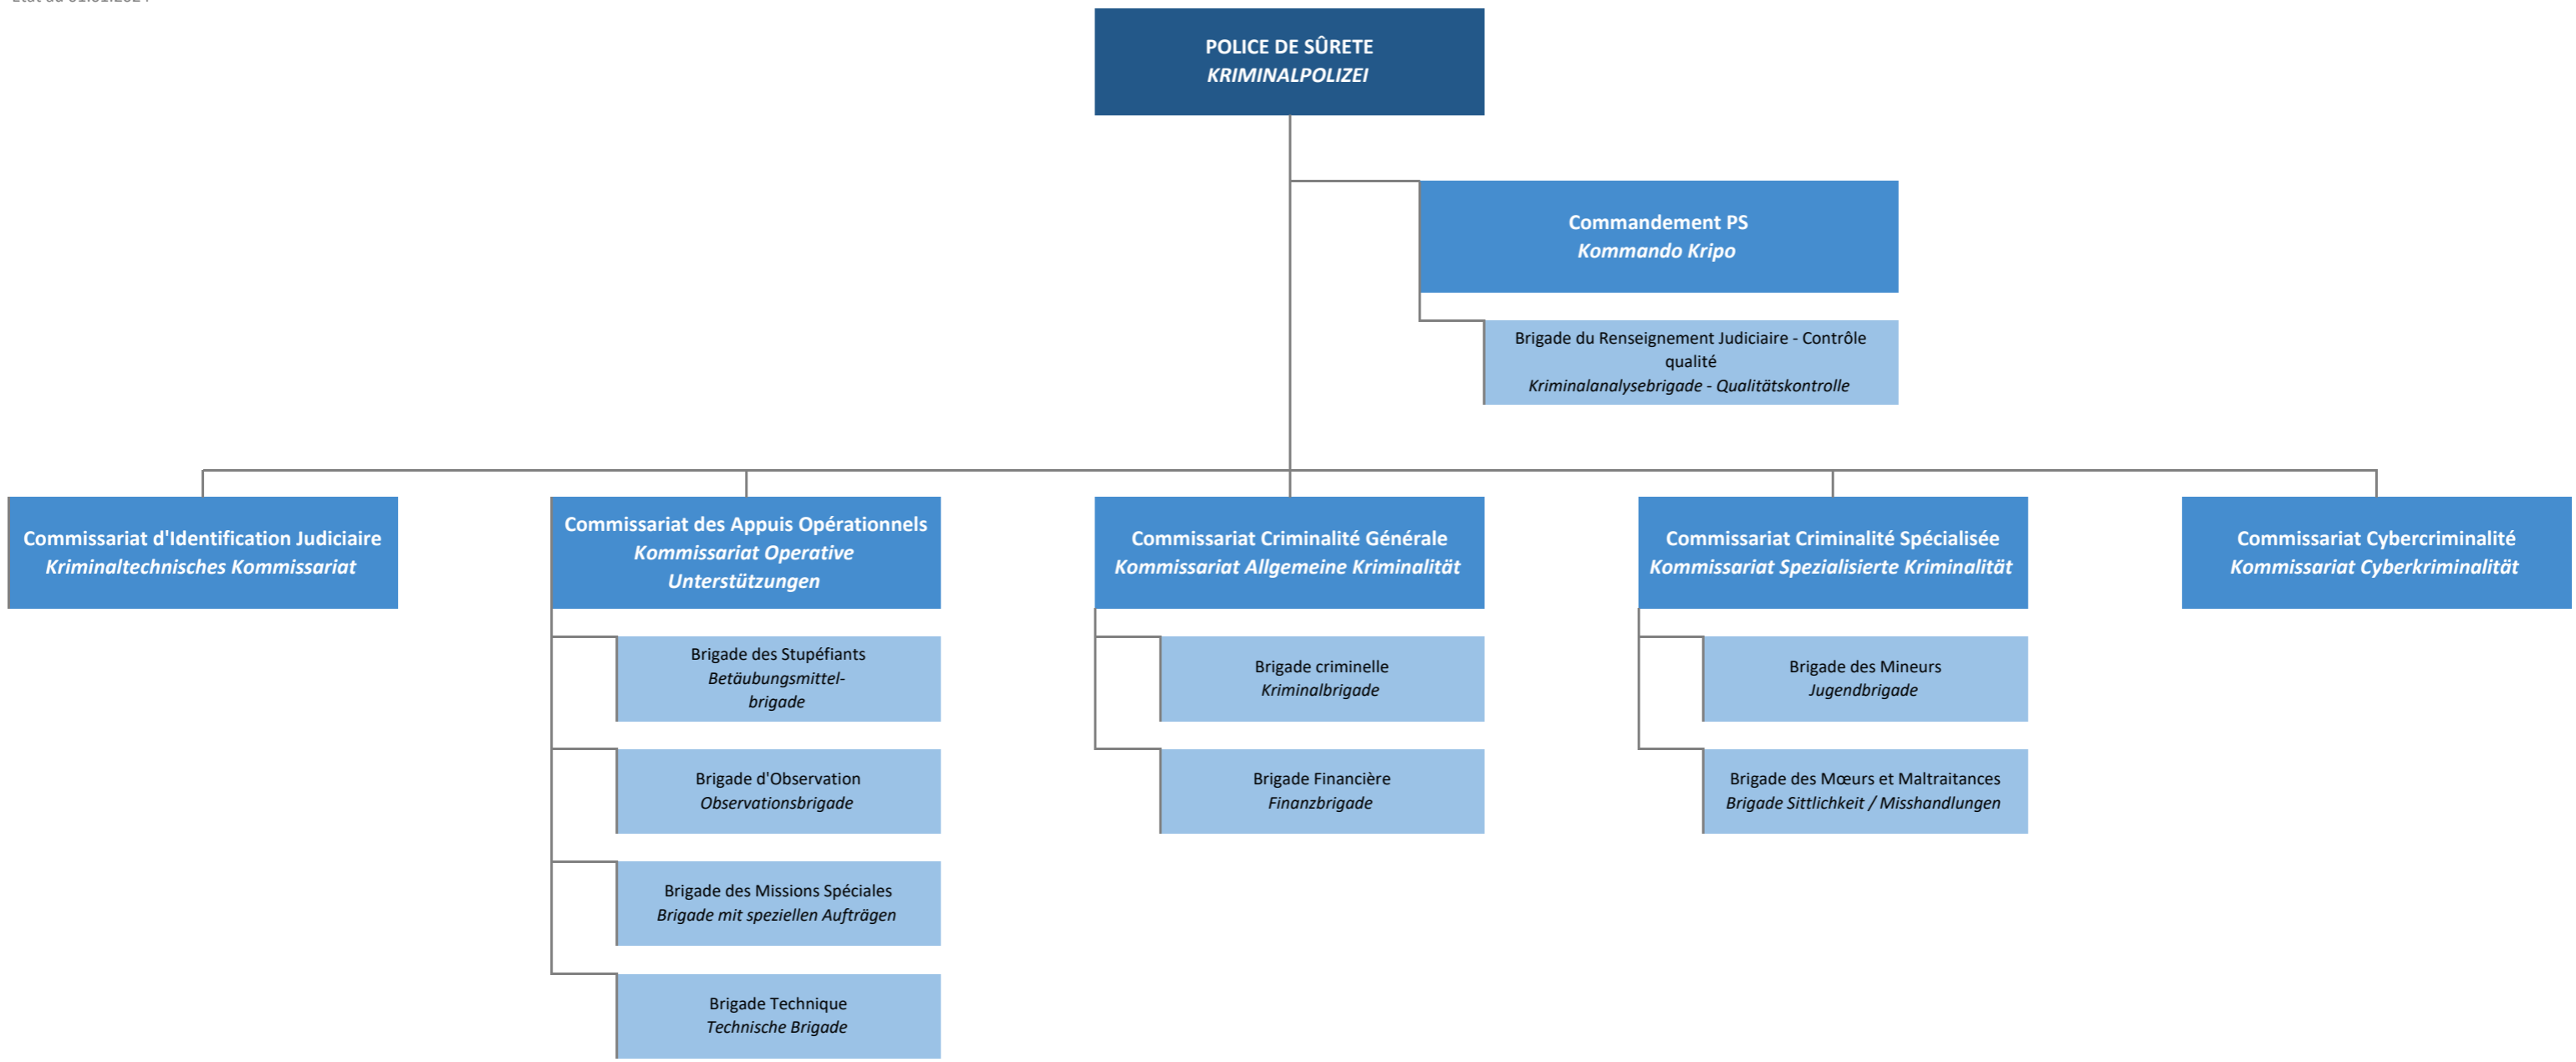 POLICE DE SÛRETE
KRIMINALPOLIZEI
Commandement PS
Kommando Kripo
Brigade du Renseignement Judiciaire - Contrôle
qualité
Kriminalanalysebrigade - Qualitätskontrolle
Commissariat d'Identification Judiciaire
Kriminaltechnisches Kommissariat
Commissariat des Appuis Opérationnels
Kommissariat Operative
Unterstützungen
Brigade des Stupéfiants
Betäubungsmittel-
brigade
Brigade d'Observation
Observationsbrigade
Brigade des Missions Spéciales
Brigade mit speziellen Aufträgen
Brigade Technique
Technische Brigade
Commissariat Criminalité Générale
Kommissariat Allgemeine Kriminalität
Brigade criminelle
Kriminalbrigade
Brigade Financière
Finanzbrigade
Commissariat Criminalité Spécialisée
Kommissariat Spezialisierte Kriminalität
Brigade des Mineurs
Jugendbrigade
Brigade des Mœurs et Maltraitances
Brigade Sittlichkeit / Misshandlungen
Commissariat Cybercriminalité
Kommissariat Cyberkriminalität